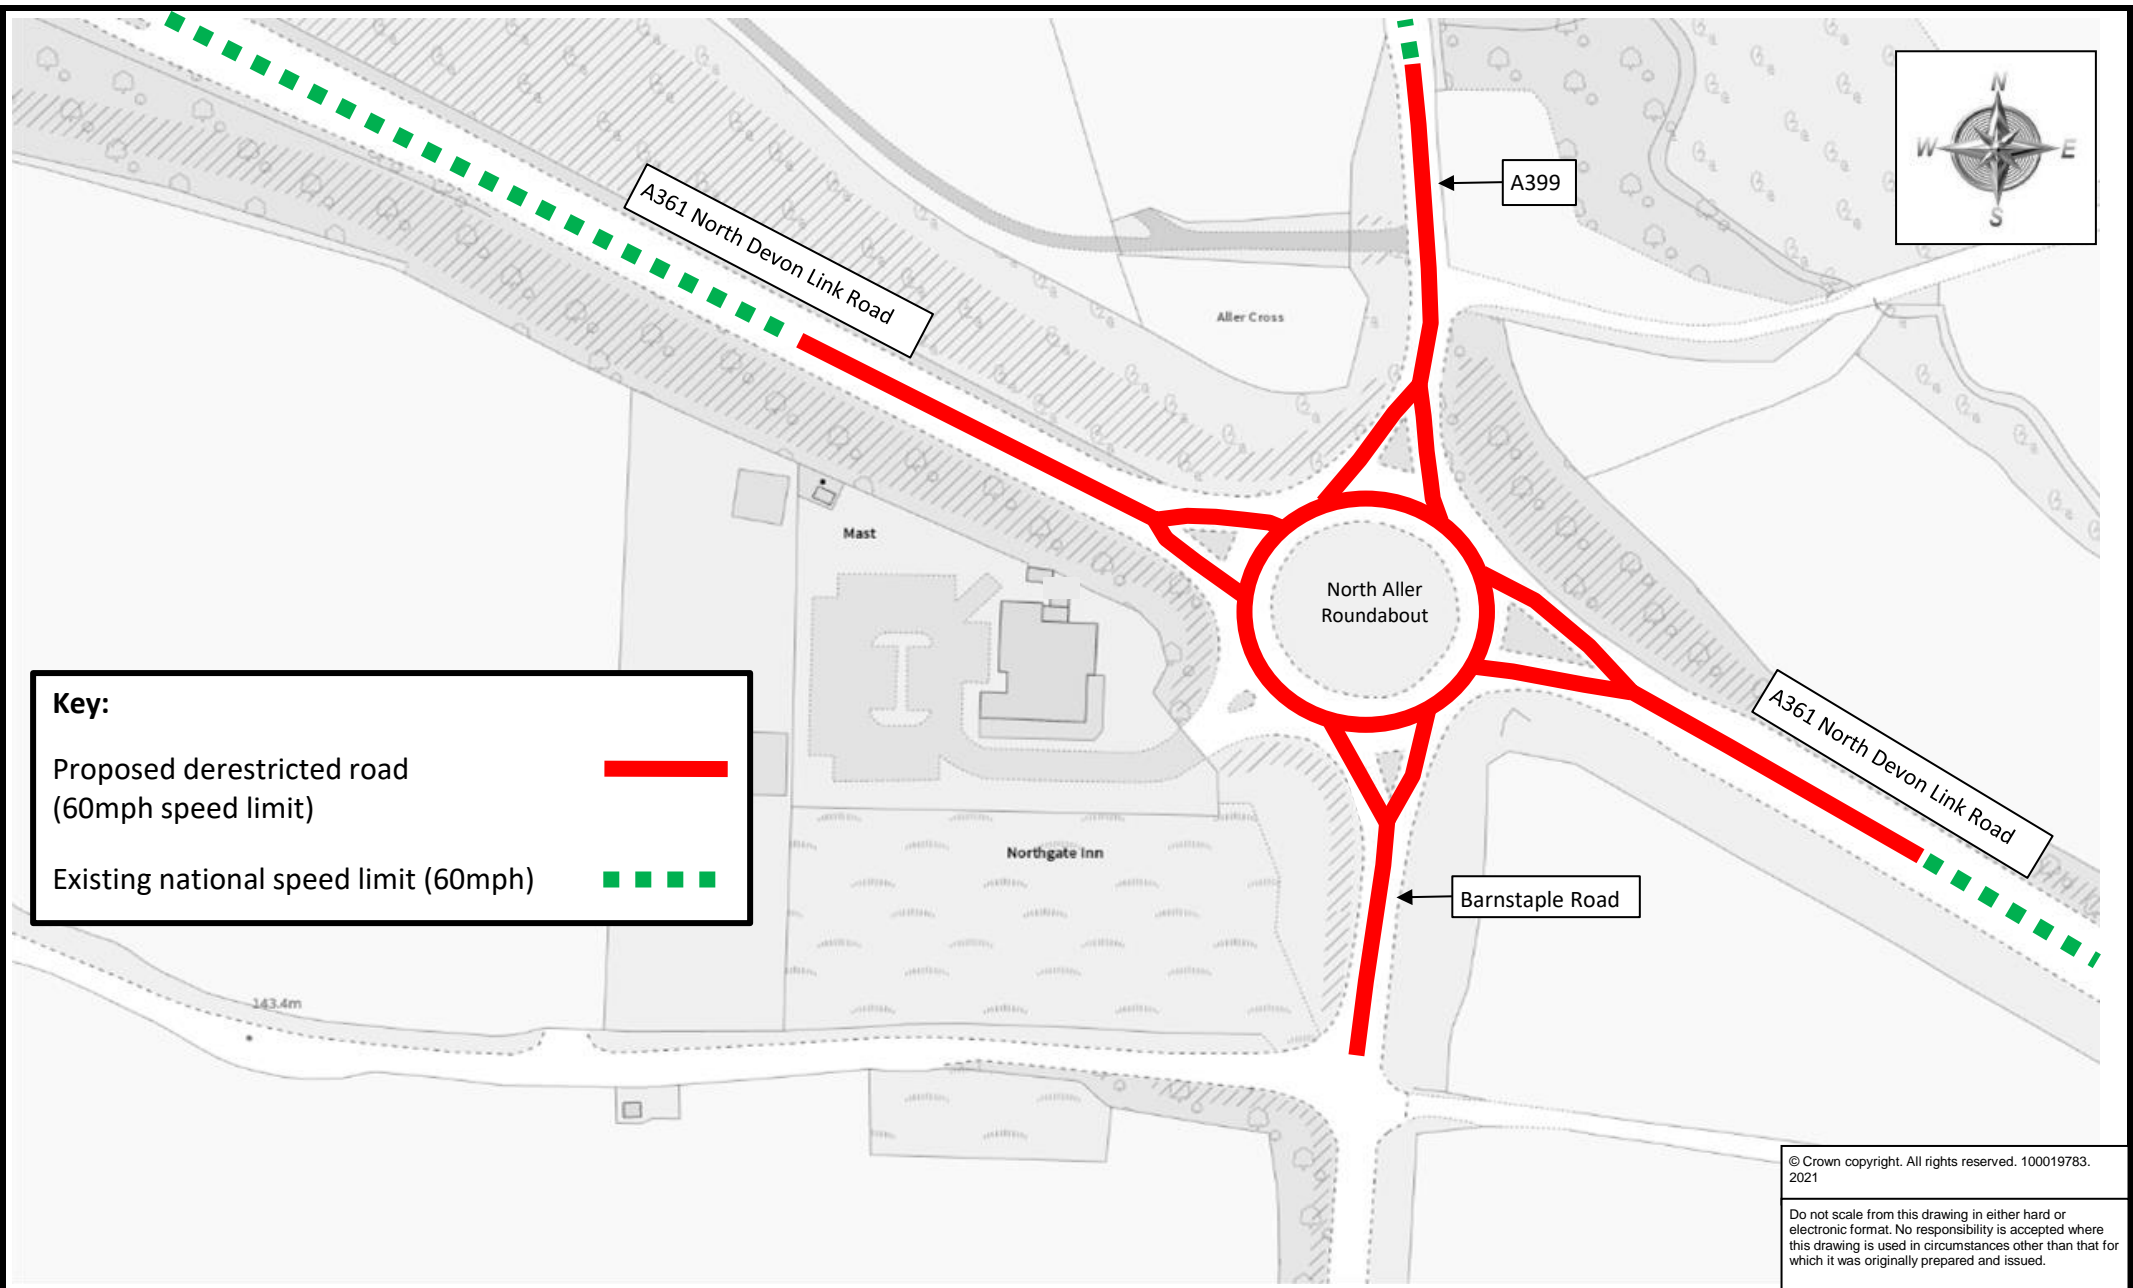 N
W
E
S
A399
A361 North Devon Link Road
Aller Cross
Mast
North Aller
Roundabout
Key:
Proposed derestricted road
(60mph speed limit)
Existing national speed limit (60mph)
A361 North Devon Link Road
Northgate Inn
Barnstaple Road
143.4m
© Crown copyright. All rights reserved. 100019783.
2021
Do not scale from this drawing in either hard or
electronic format. No responsibility is accepted where
this drawing is used in circumstances other than that for
which it was originally prepared and issued.